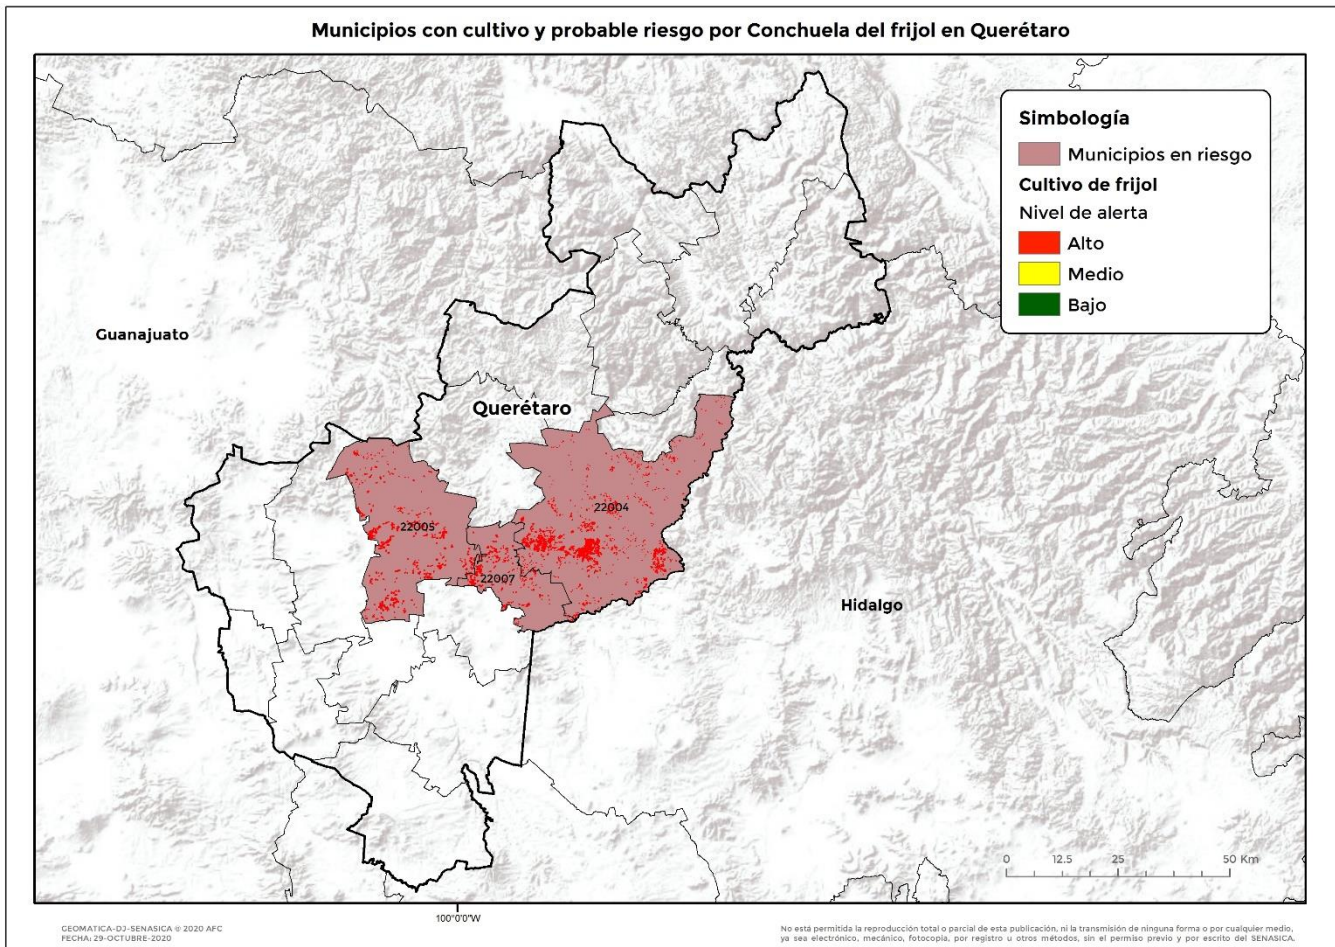 Municipios con cultivo y probable riesgo por Conchuela del frijol en Querétaro
Simbología
Municipios en riesgo
Cultivo de frijol
Nivel de alerta
Alto
Medio
Bajo
Guanajuato
Querétaro
22004
22005
22007
Hidalgo
0 12.5 25 50 Km
100°0'0"W
GEOMATICA-DJ-SENASICA © 2020 AFC
FECHA: 29-OCTUBRE-2020
No está permitida la reproducción total o parcial de esta publicación, ni la transmisión de ninguna forma o por cualquier medio,
ya sea electrónico, mecánico, fotocopia, por registro u otros métodos, sin el permiso previo y por escrito del SENASICA.